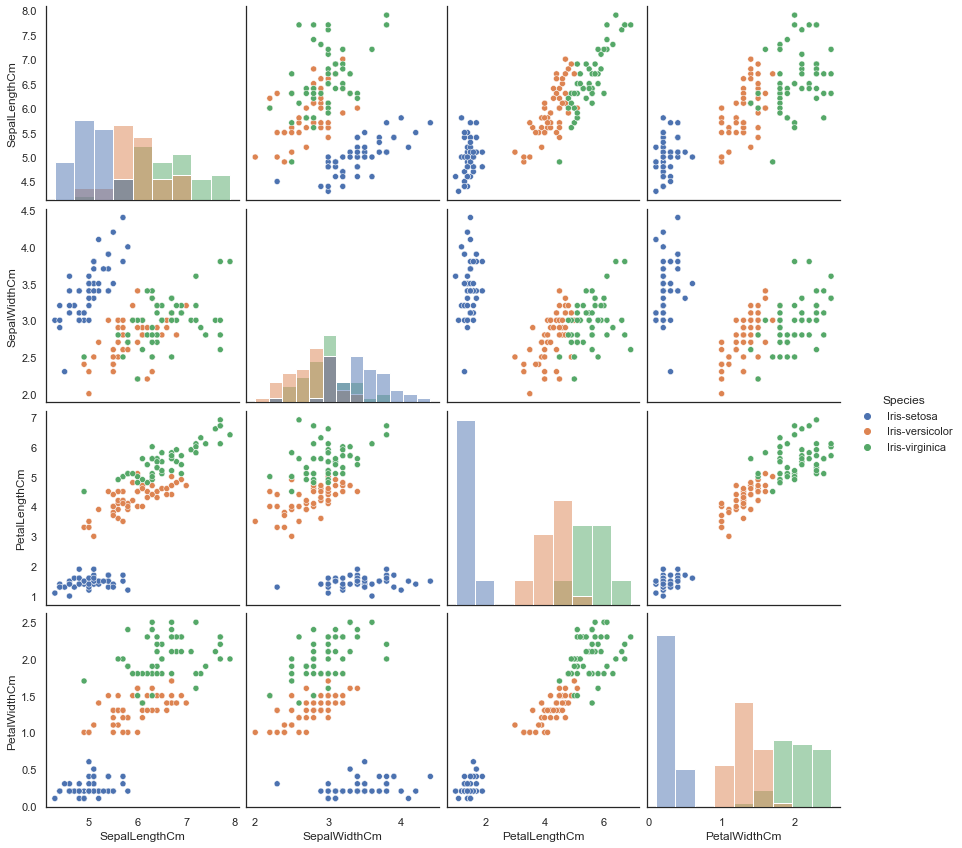 8.0
7.5
7.0
6.5
6.0
5.5
5.0
4.5
SepalLengthCm
4.5
4.0
3.5
3.0
2.5
2.0
SepalWidthCm
Species
Iris-setosa
Iris-versicolor
Iris-virginica
7
6
5
4
3
2
1
PetalLengthCm
2.5
2.0
1.5
1.0
0.5
0.0
PetalWidthCm
5 6 7 8
2 3 4
2 4 6
0 2
SepalLengthCm
SepalWidthCm
PetalLengthCm
PetalWidthCm